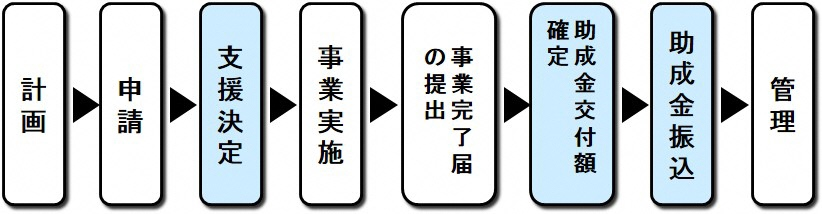 計画
申請
支援決定
事業実施
事業完了届
の提出
助成金交付額
確定
助成金振込
管理